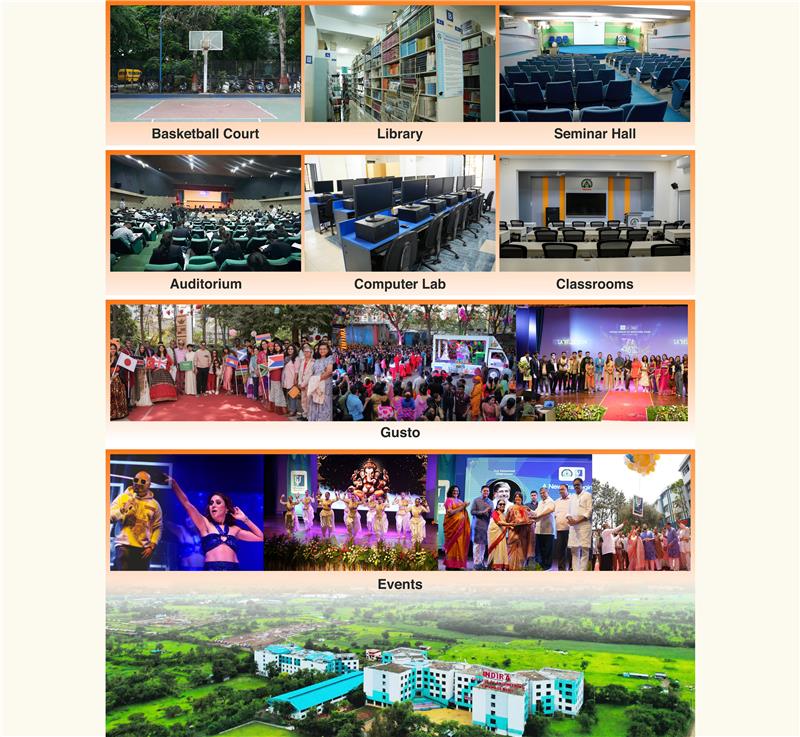 Basketball Court
Library
Seminar Hall
Auditorium
Computer Lab
Classrooms
Gusto
Events
INDIRA